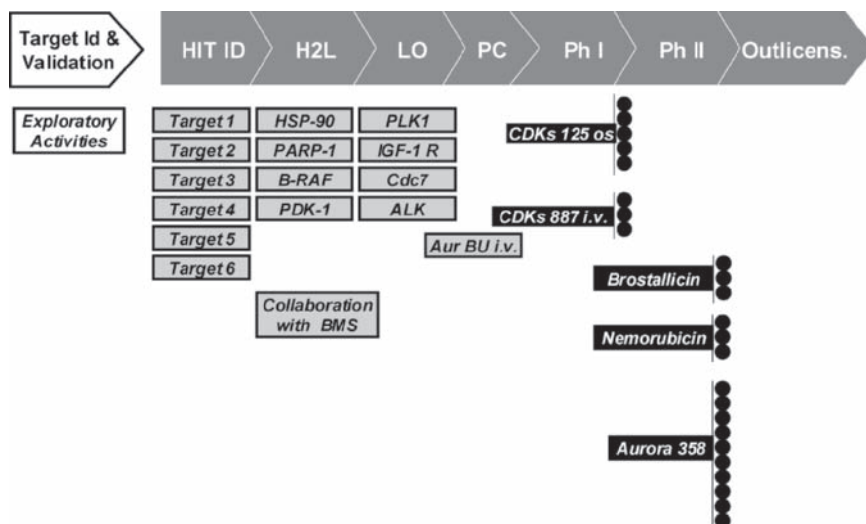 Target Id &
Validation
HIT ID
H2L
LO
PC
Ph I
Ph II
Outlicens.
Exploratory
Activities
Target 1
HSP-90
PLK1
CDKs 125 os
Target 2
PARP-1
IGF-1 R
Target 3
B-RAF
Cdc7
Target 4
PDK-1
ALK
CDKs 887 i.v.
Target 5
Aur BU i.v.
Target 6
Brostallicin
Collaboration
with BMS
Nemorubicin
Aurora 358